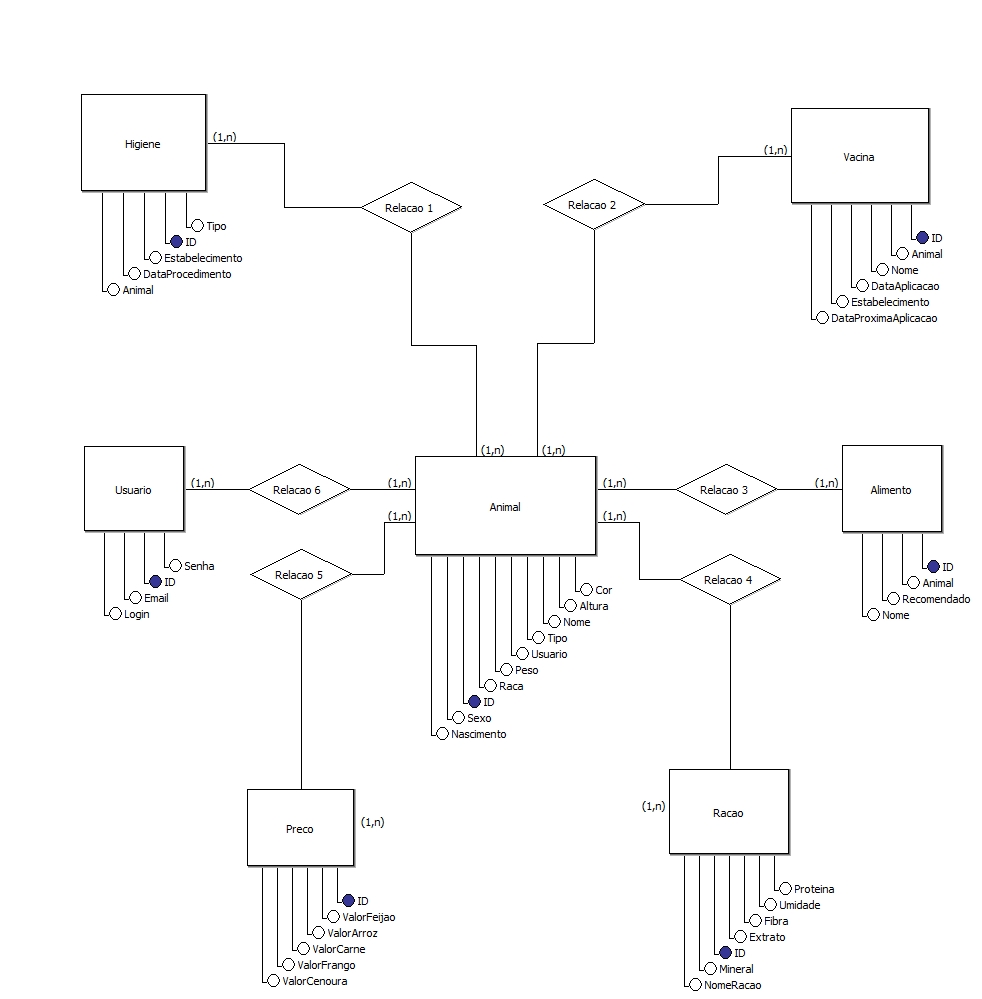 Higiene
(1,n)
Tipo
ID
Estabelecimento
DataProcedimento
Animal
Relacao 1
Relacao 2
(1,n)
Vacina
ID
Animal
Nome
DataAplicacao
Estabelecimento
DataProximaAplicacao
(1,n)
(1,n)
Usuario
(1,n)
Relacao 6
(1,n)
Animal
(1,n)
Relacao 3
(1,n)
Alimento
Senha
ID
Email
Login
Relacao 5
(1,n)
(1,n)
Relacao 4
ID
Animal
Recomendado
Nome
Cor
Altura
Nome
Tipo
Usuario
Peso
Raca
ID
Sexo
Nascimento
Preco
(1,n)
ID
ValorFeijao
ValorArroz
ValorCarne
ValorFrango
ValorCenoura
(1,n)
Racao
Proteina
Umidade
Fibra
Extrato
ID
Mineral
NomeRacao